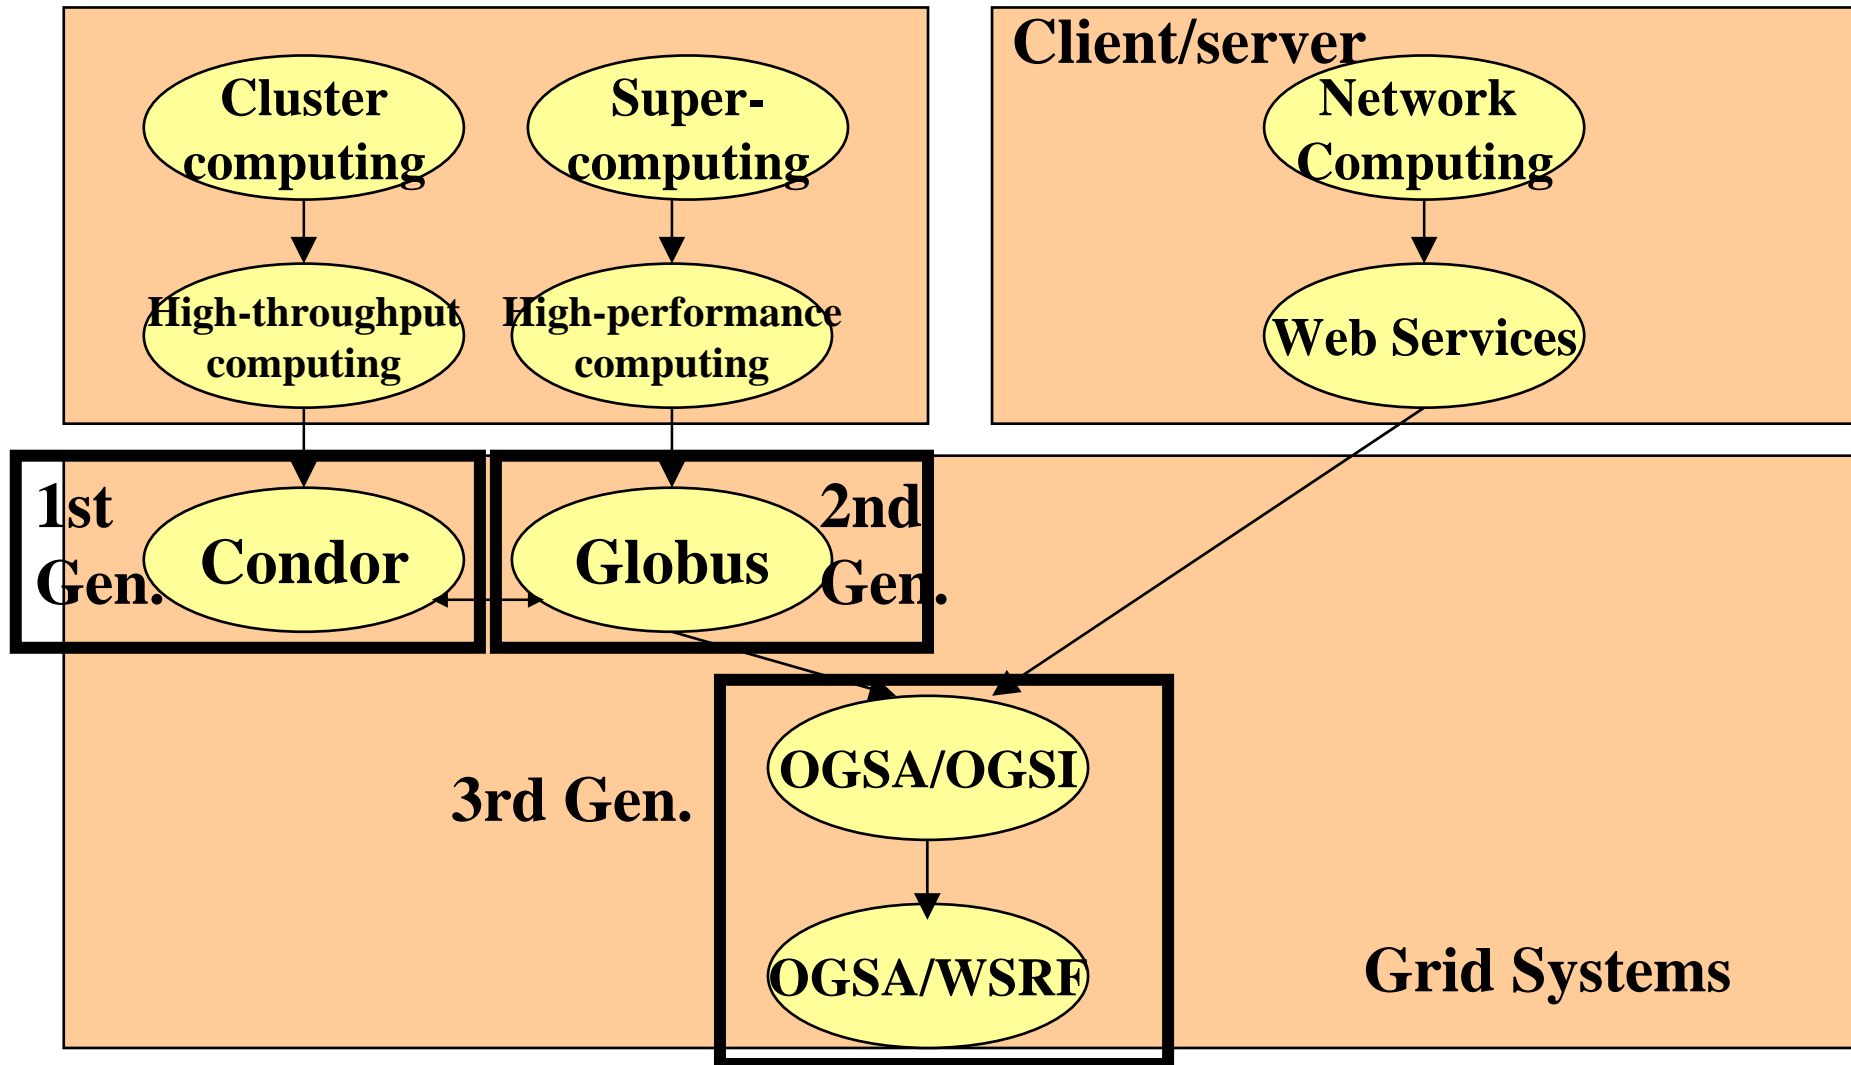 Client/server
Cluster
computing
Super-
computing
Network
Computing
High-throughput
computing
High-performance
computing
Web Services
1st
Gen.
Condor
Globus
2nd
Gen.
OGSA/OGSI
3rd Gen.
OGSA/WSRF
Grid Systems